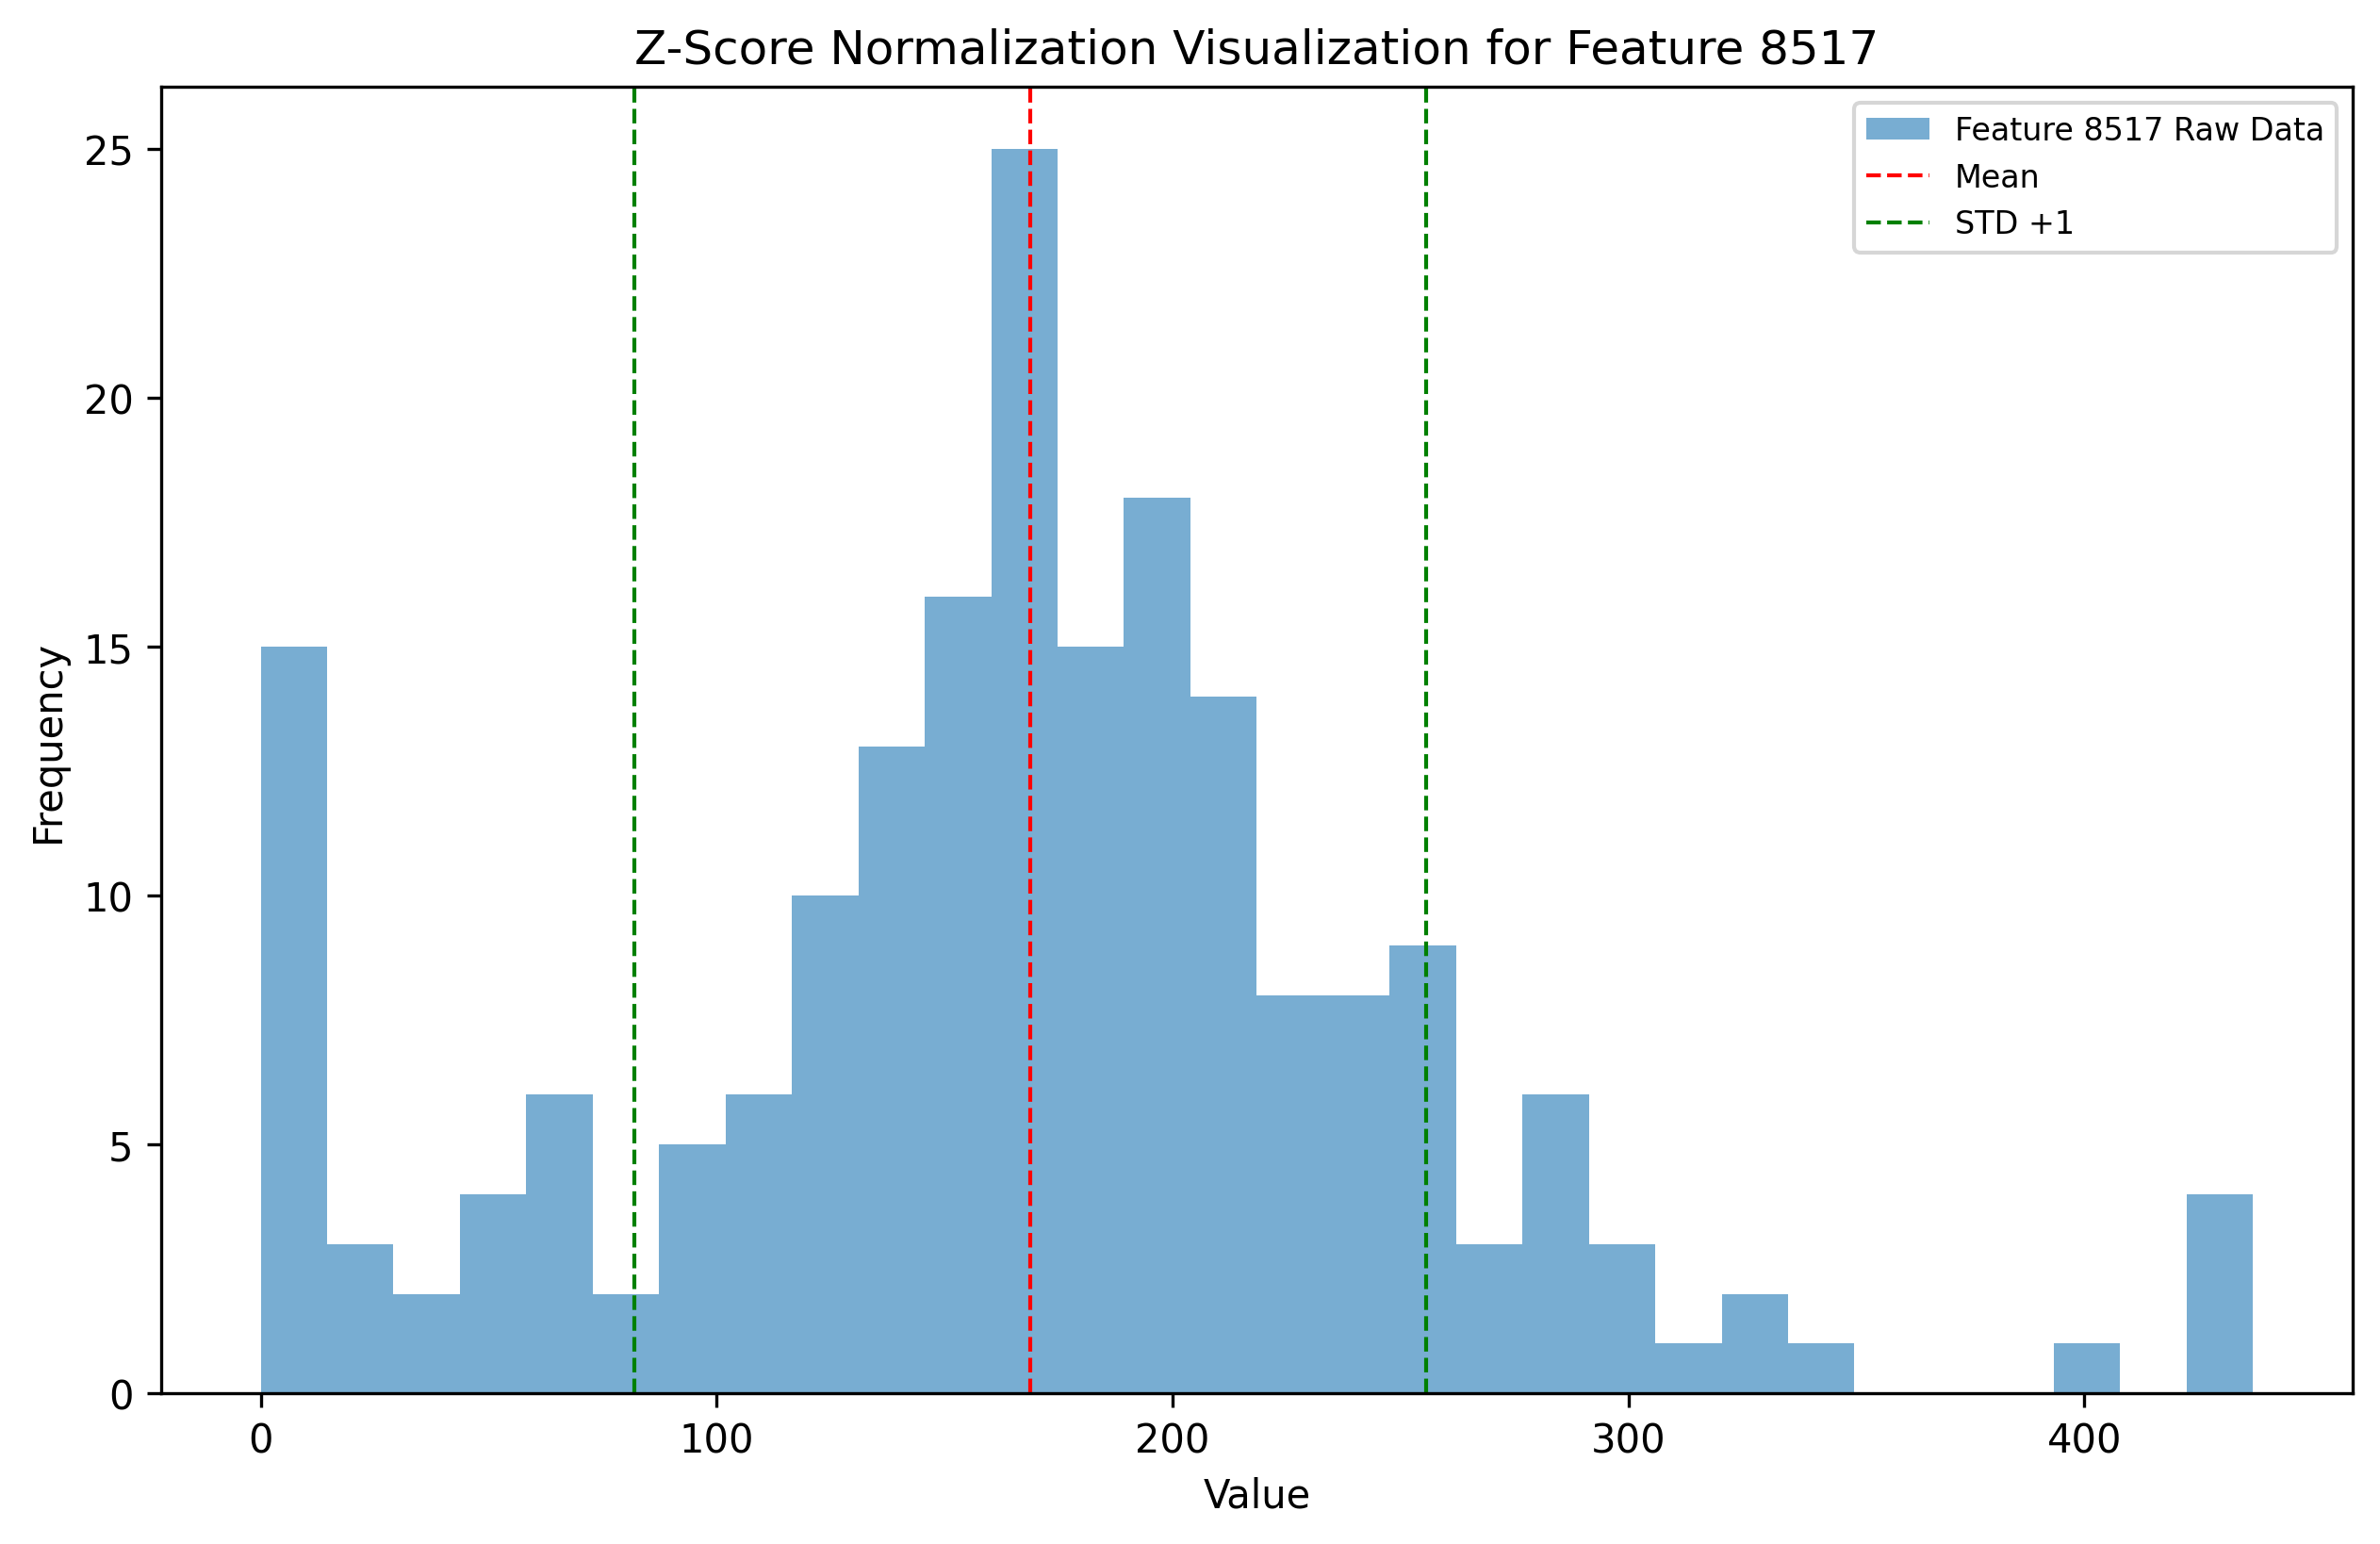 Z-Score Normalization Visualization for Feature 8517
Feature 8517 Raw Data
Mean
STD +1
Frequency
25
20
15
10
5
0
0 100 200 300 400
Value